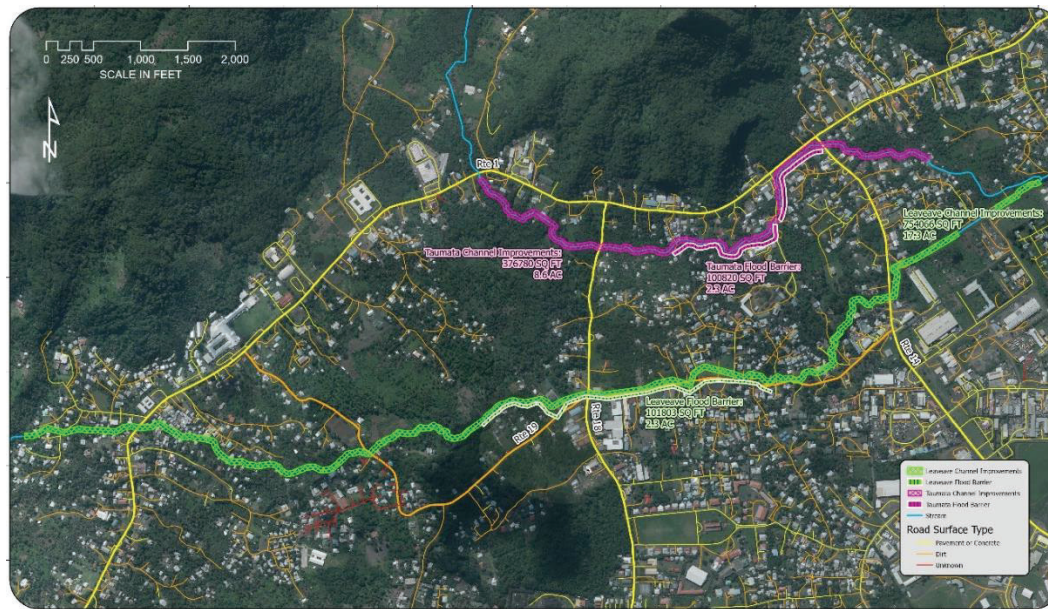 0 250 500 1,000 1,500 2,000
SCALE IN FEET
N
Rte 1
Leaveave Channel Improvements:
754066 SQ FT
17.3 AC
Taumata Channel Improvements:
376780 SQ FT
8.6 AC
Taumata Flood Barrier:
100820 SQ FT
2.3 AC
Rte 14
Leaveave Flood Barrier:
101803 SQ FT
2.3 AC
Rte 19
Rte 18
Leaveave Channel Improvements
Leaveave Flood Barrier
Taumata Channel Improvements
Taumata Flood Barrier
Stream
Road Surface Type
Pavement or Concrete
Dirt
Unknown